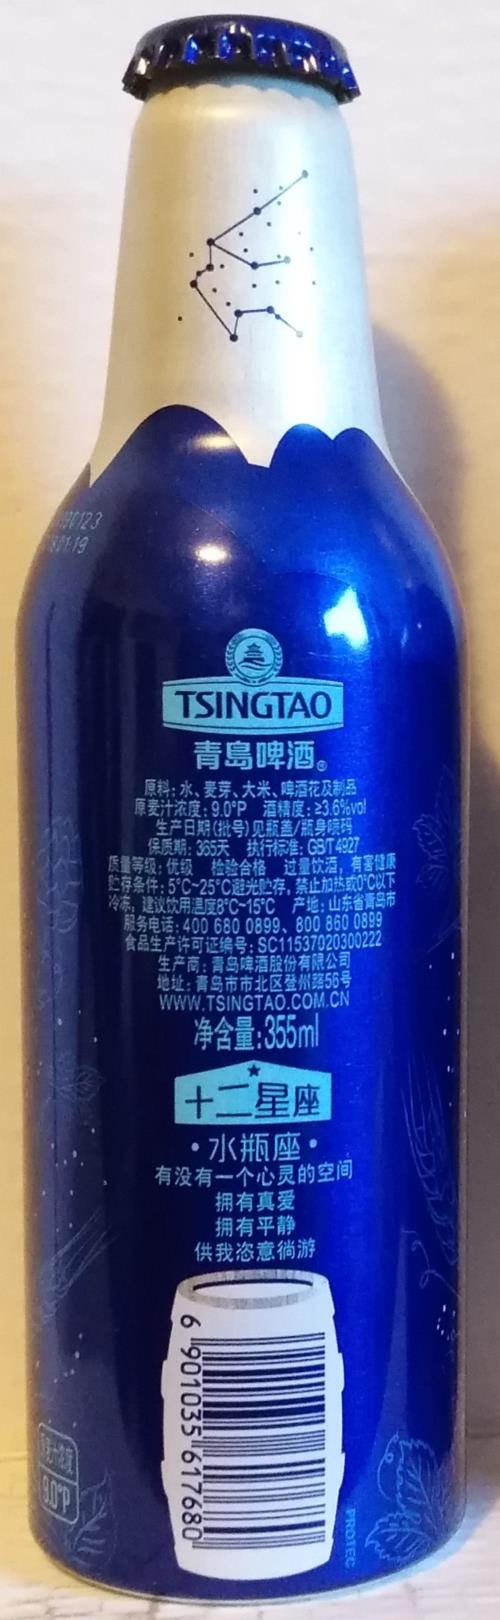 TSINGTAO
青岛啤酒®
原料:水、麦芽、大米、啤酒花及制品
原麦汁浓度:9.0°P 酒精度:≥3.6%vol
生产日期(批号)见瓶盖/瓶身喷码
保质期:365天 执行标准:GB/T 4927
质量等级:优级 检验合格 过量饮酒,有害健康
贮存条件:5°C~25°C避光贮存,禁止加热或0°C以下
冷冻,建议饮用温度8°C~15°C 产地:山东省青岛市
服务电话:400 680 0899、800 860 0899
食品生产许可证编号:SC11537020300222
生产商:青岛啤酒股份有限公司
地址:青岛市市北区登州路56号
WWW.TSINGTAO.COM.CN
净含量:355ml
十二星座
·水瓶座·
有没有一个心灵的空间
拥有真爱
拥有平静
供我恣意徜游
6 901035 617680
麦汁浓度
9.0°P
PROTEC